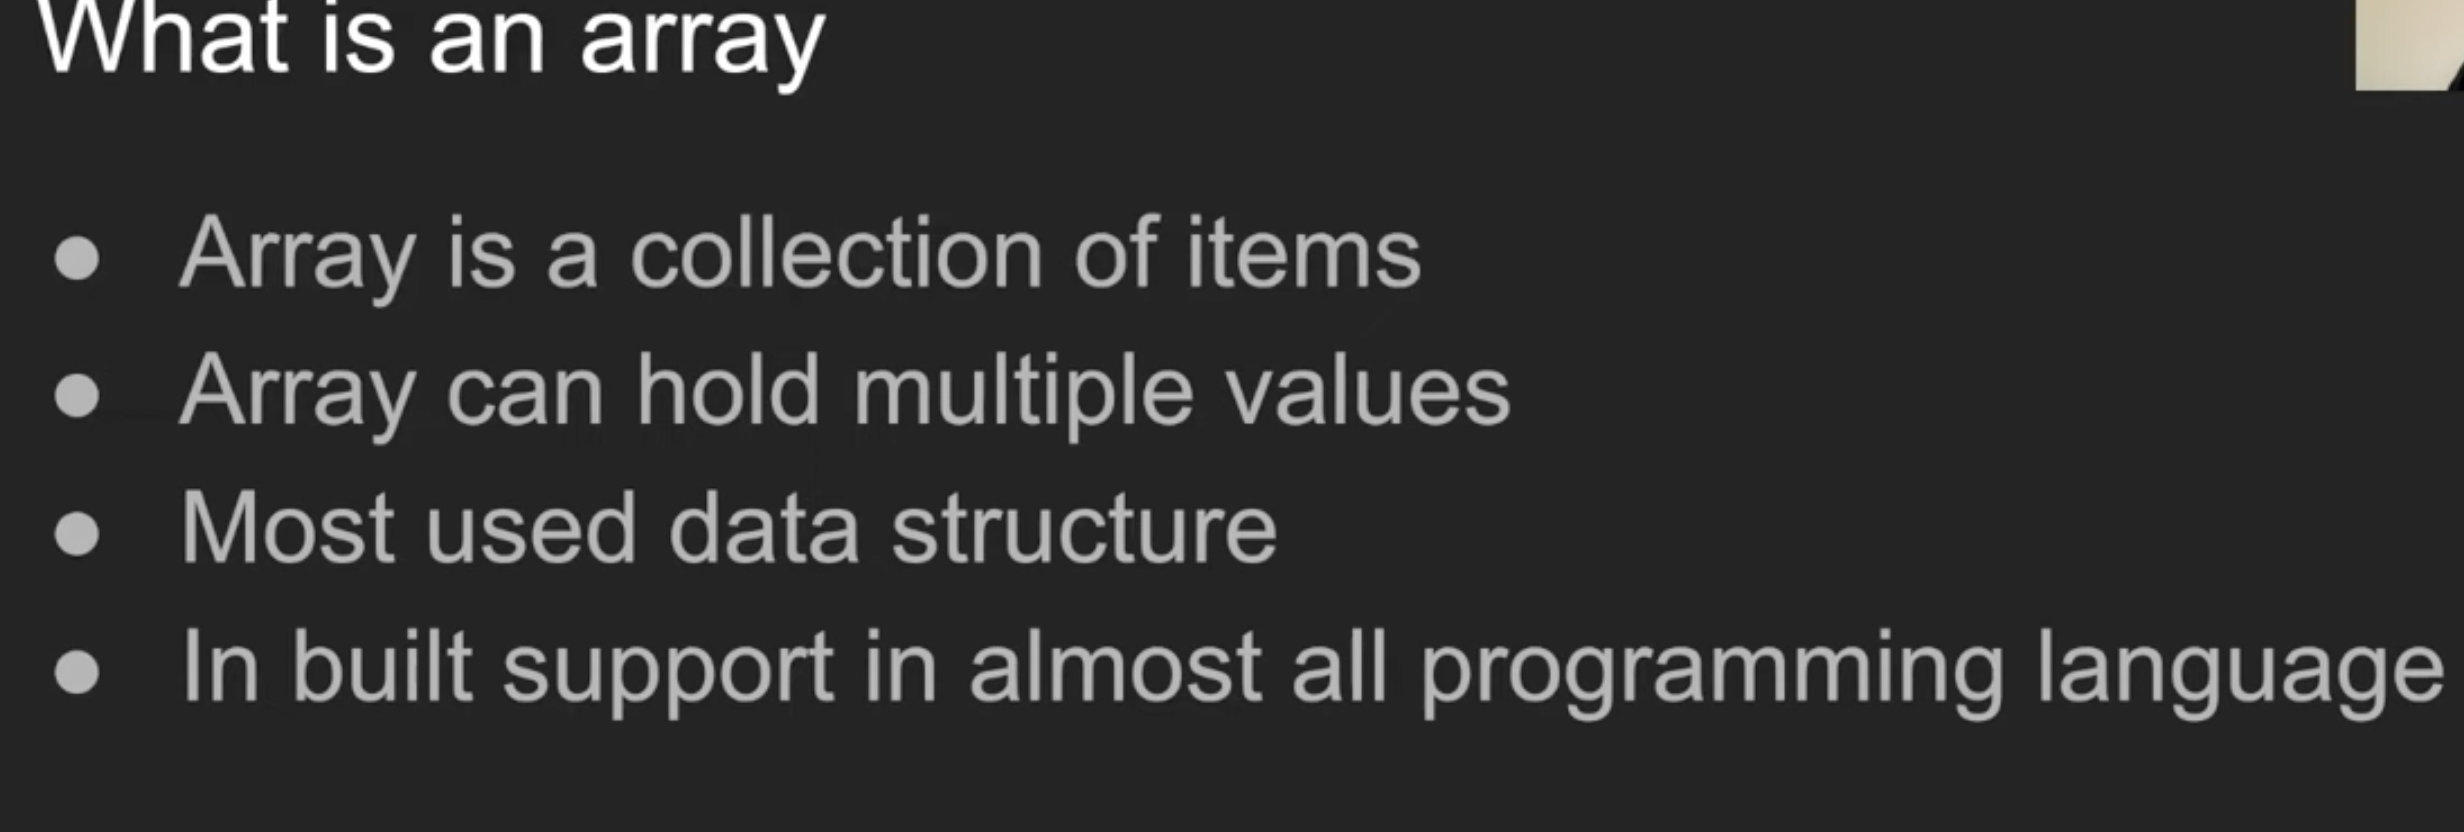 What is an array
● Array is a collection of items
● Array can hold multiple values
● Most used data structure
● In built support in almost all programming language